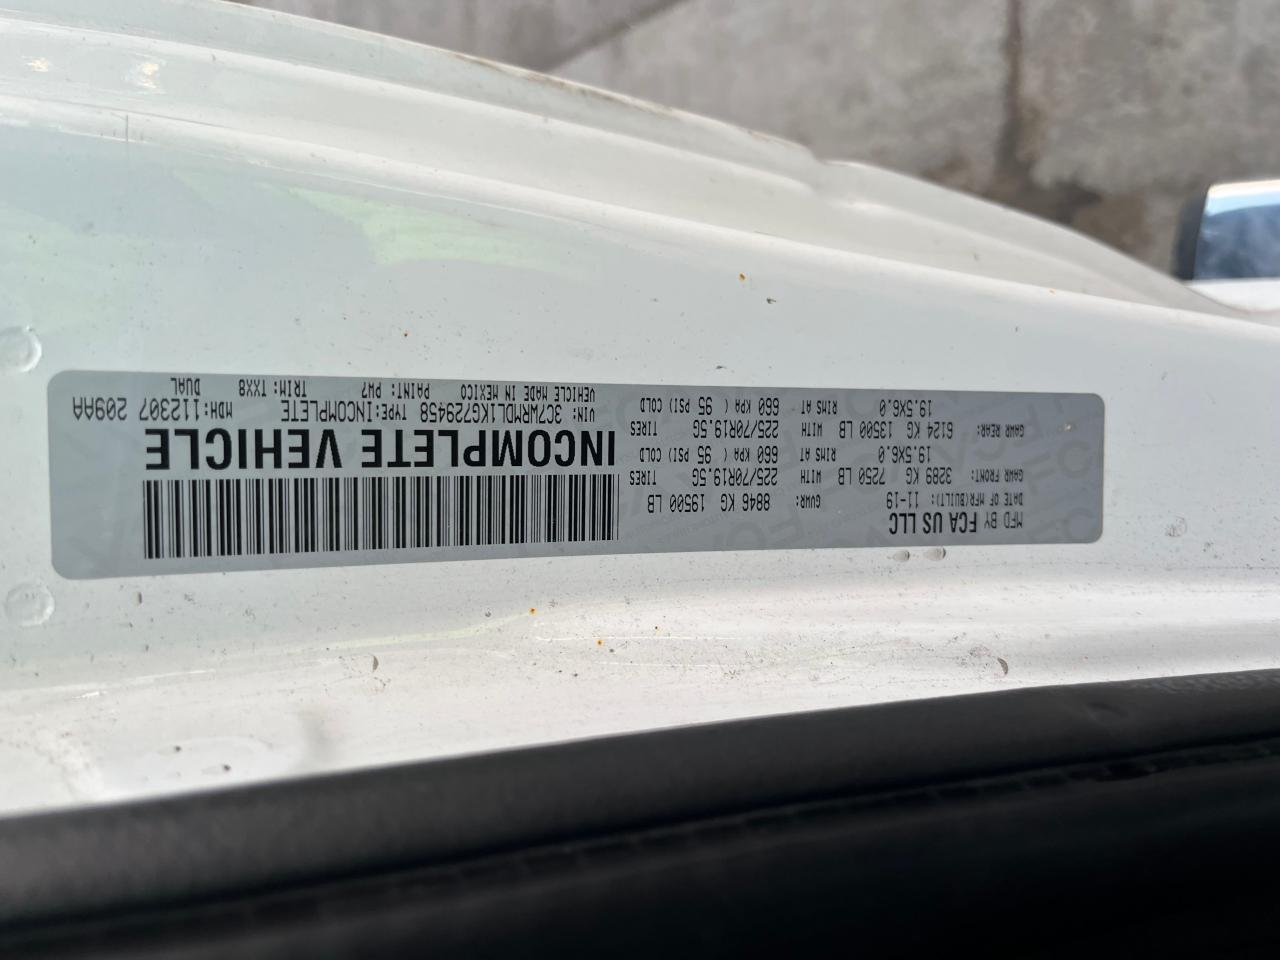 MFD BY FCA US LLC
DATE OF MFR(BUILT): 11-19 GVWR: 8846 KG 19500 LB
GAWR FRONT: 3289 KG 7250 LB WITH 225/70R19.5G TIRES
19.5X6.0 RIMS AT 660 KPA ( 95 PSI) COLD
GAWR REAR: 6124 KG 13500 LB WITH 225/70R19.5G TIRES
19.5X6.0 RIMS AT 660 KPA ( 95 PSI) COLD
INCOMPLETE VEHICLE
VIN: 3C7WRMDL1KG729458 TYPE:INCOMPLETE MDH:112307 209AA
VEHICLE MADE IN MEXICO PAINT: PW7 TRIM: TXX8 DUAL